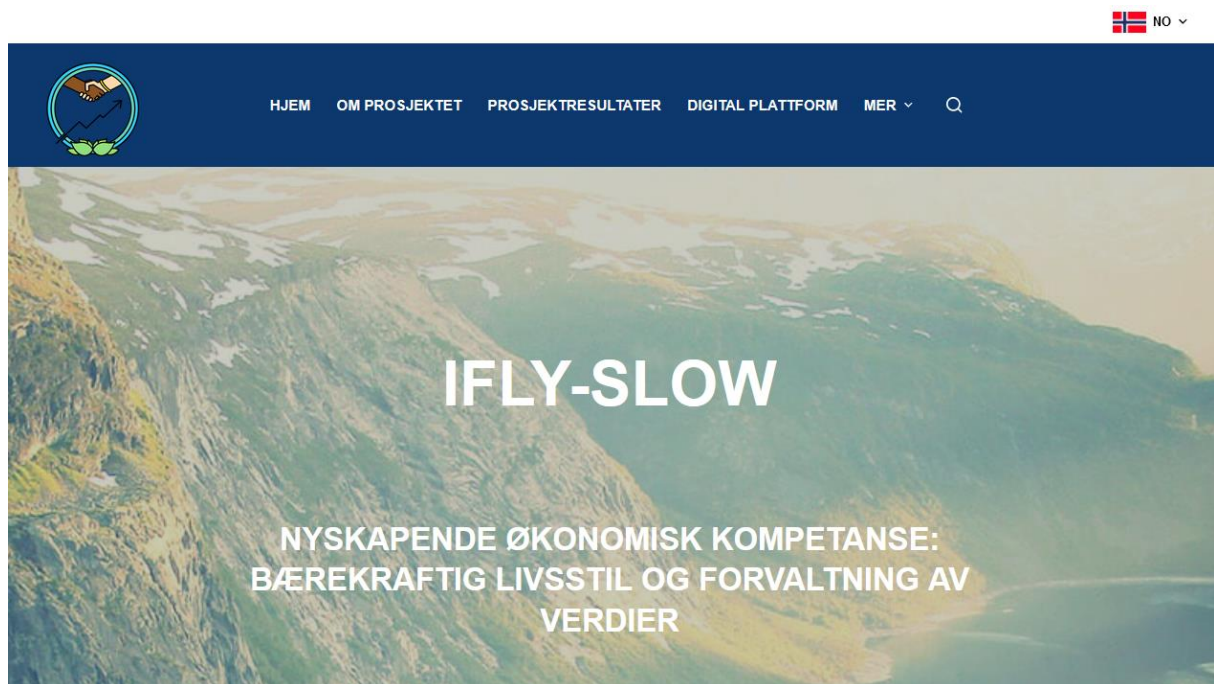 NO
HJEM OM PROSJEKTET PROSJEKTRESULTATER DIGITAL PLATTFORM MER
IFLY-SLOW
NYSKAPENDE ØKONOMISK KOMPETANSE:
BÆREKRAFTIG LIVSSTIL OG FORVALTNING AV
VERDIER